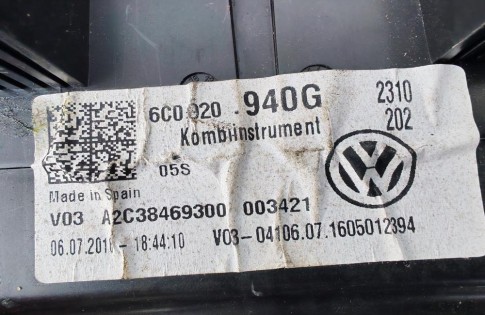 6C0 920 940G 2310
Kombiinstrument 202
05S
Made in Spain
V03 A2C38469300 003421
06.07.2016 - 18:44:10 V03-04106.07.1605012394